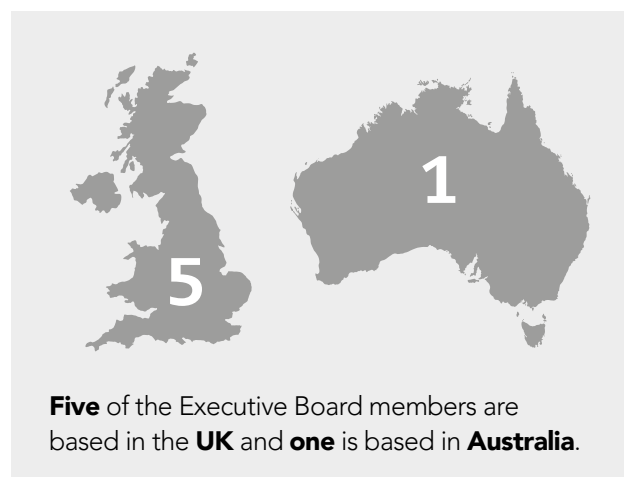 5
1
Five of the Executive Board members are
based in the UK and one is based in Australia.